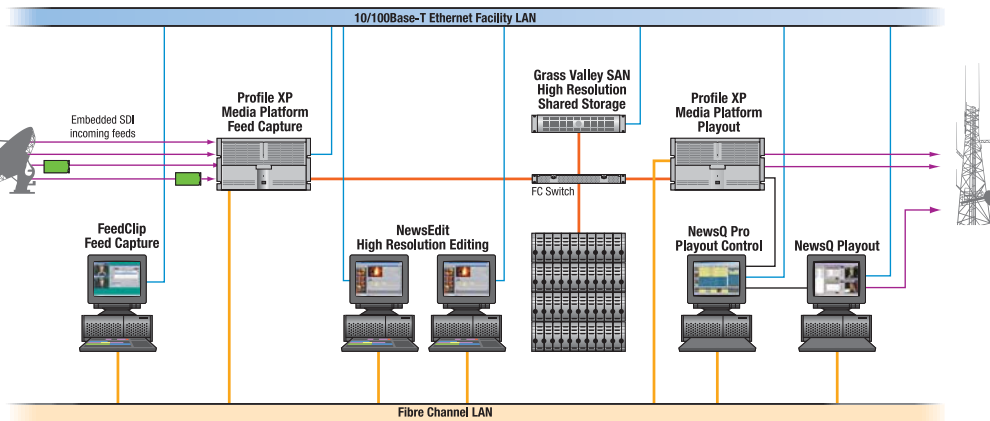 10/100Base-T Ethernet Facility LAN
Embedded SDI
incoming feeds
Profile XP
Media Platform
Feed Capture
Grass Valley SAN
High Resolution
Shared Storage
Profile XP
Media Platform
Playout
FC Switch
FeedClip
Feed Capture
NewsEdit
High Resolution Editing
NewsQ Pro
Playout Control
NewsQ Playout
Fibre Channel LAN